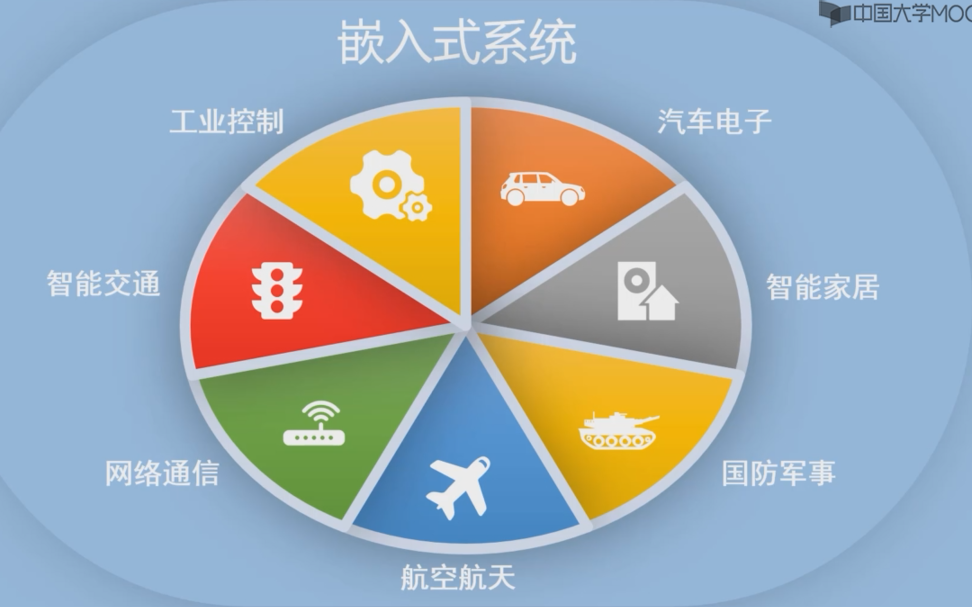 中国大学MOO
嵌入式系统
工业控制
汽车电子
智能交通
智能家居
网络通信
国防军事
航空航天